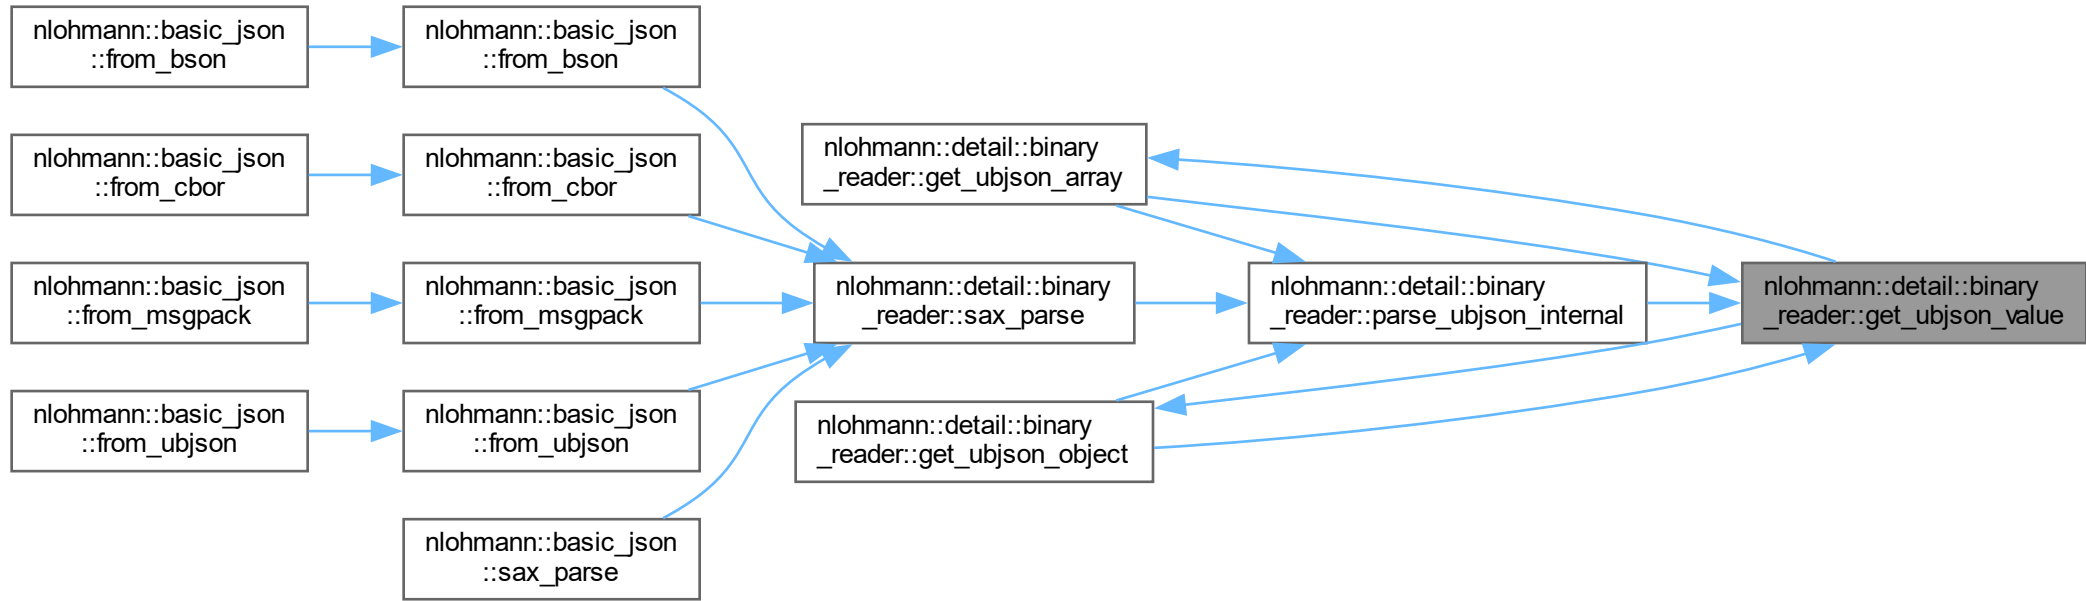 nlohmann::basic_json
::from_bson
nlohmann::basic_json
::from_bson
nlohmann::basic_json
::from_cbor
nlohmann::basic_json
::from_cbor
nlohmann::detail::binary
_reader::get_ubjson_array
nlohmann::basic_json
::from_msgpack
nlohmann::basic_json
::from_msgpack
nlohmann::detail::binary
_reader::sax_parse
nlohmann::detail::binary
_reader::parse_ubjson_internal
nlohmann::detail::binary
_reader::get_ubjson_value
nlohmann::basic_json
::from_ubjson
nlohmann::basic_json
::from_ubjson
nlohmann::detail::binary
_reader::get_ubjson_object
nlohmann::basic_json
::sax_parse